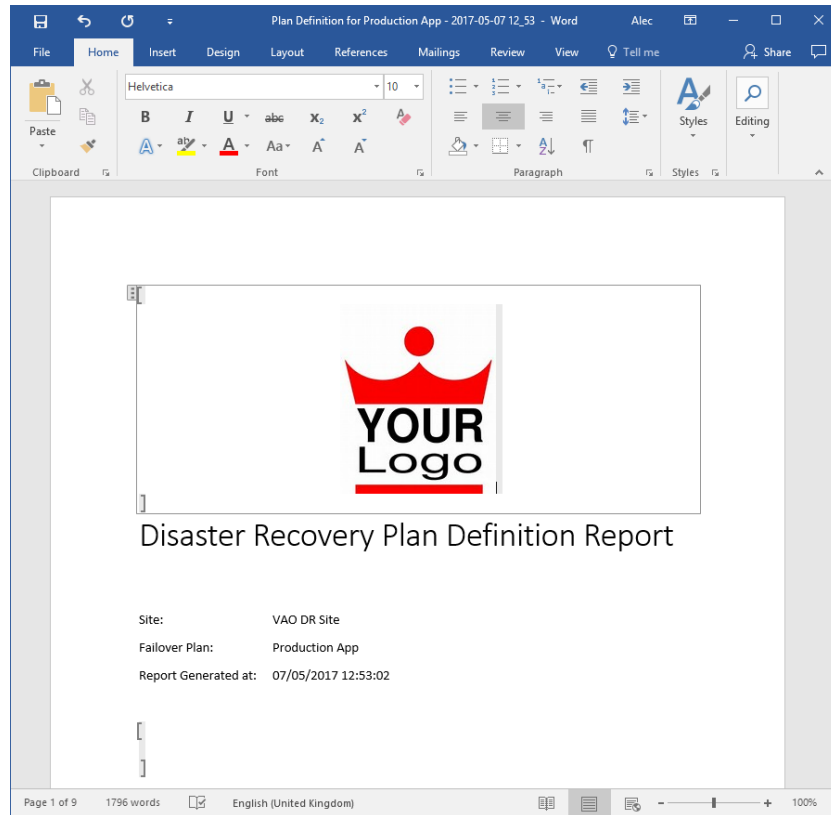 Plan Definition for Production App - 2017-05-07 12_53 - Word
Alec
File Home Insert Design Layout References Mailings Review View Tell me Share
Paste
Helvetica 10
B I U abc X₂ X²
A aby A Aa A A
Styles
Editing
Clipboard Font Paragraph Styles
YOUR
Logo
Disaster Recovery Plan Definition Report
Site: VAO DR Site
Failover Plan: Production App
Report Generated at: 07/05/2017 12:53:02
Page 1 of 9 1796 words English (United Kingdom) 100%